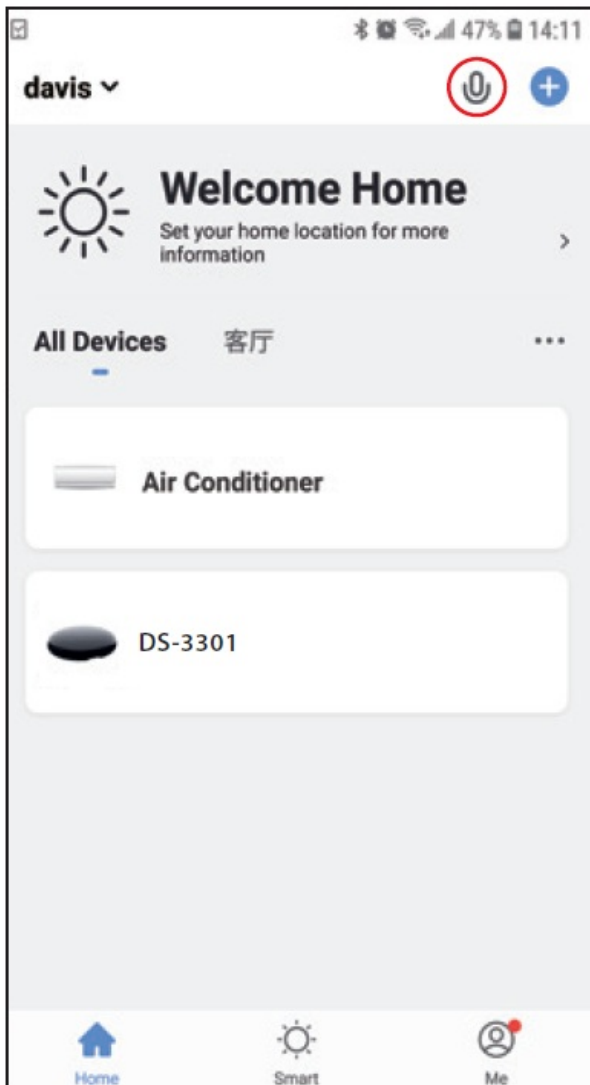 47% 14:11
davis
Welcome Home
Set your home location for more
information
All Devices 客厅
Air Conditioner
DS-3301
Home Smart Me